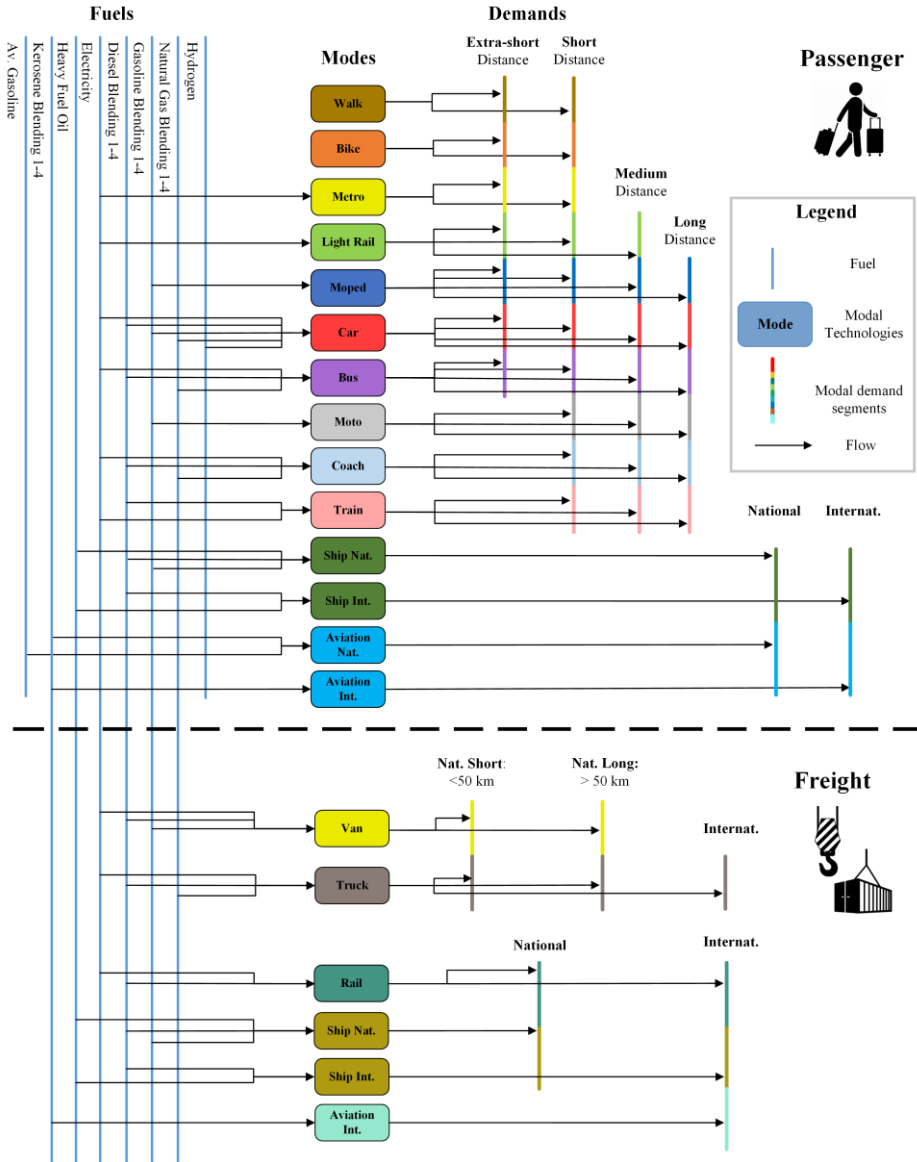 Fuels
Demands
Av. Gasoline
Kerosene Blending 1-4
Heavy Fuel Oil
Electricity
Diesel Blending 1-4
Gasoline Blending 1-4
Natural Gas Blending 1-4
Hydrogen
Modes
Extra-short
Distance
Short
Distance
Passenger
Walk
Bike
Metro
Medium
Distance
Light Rail
Long
Distance
Moped
Car
Bus
Moto
Coach
Train
Legend
Fuel
Mode
Modal
Technologies
Modal demand
segments
Flow
National
Internat.
Ship Nat.
Ship Int.
Aviation
Nat.
Aviation
Int.
Nat. Short:
<50 km
Nat. Long:
> 50 km
Freight
Van
Internat.
Truck
National
Internat.
Rail
Ship Nat.
Ship Int.
Aviation
Int.